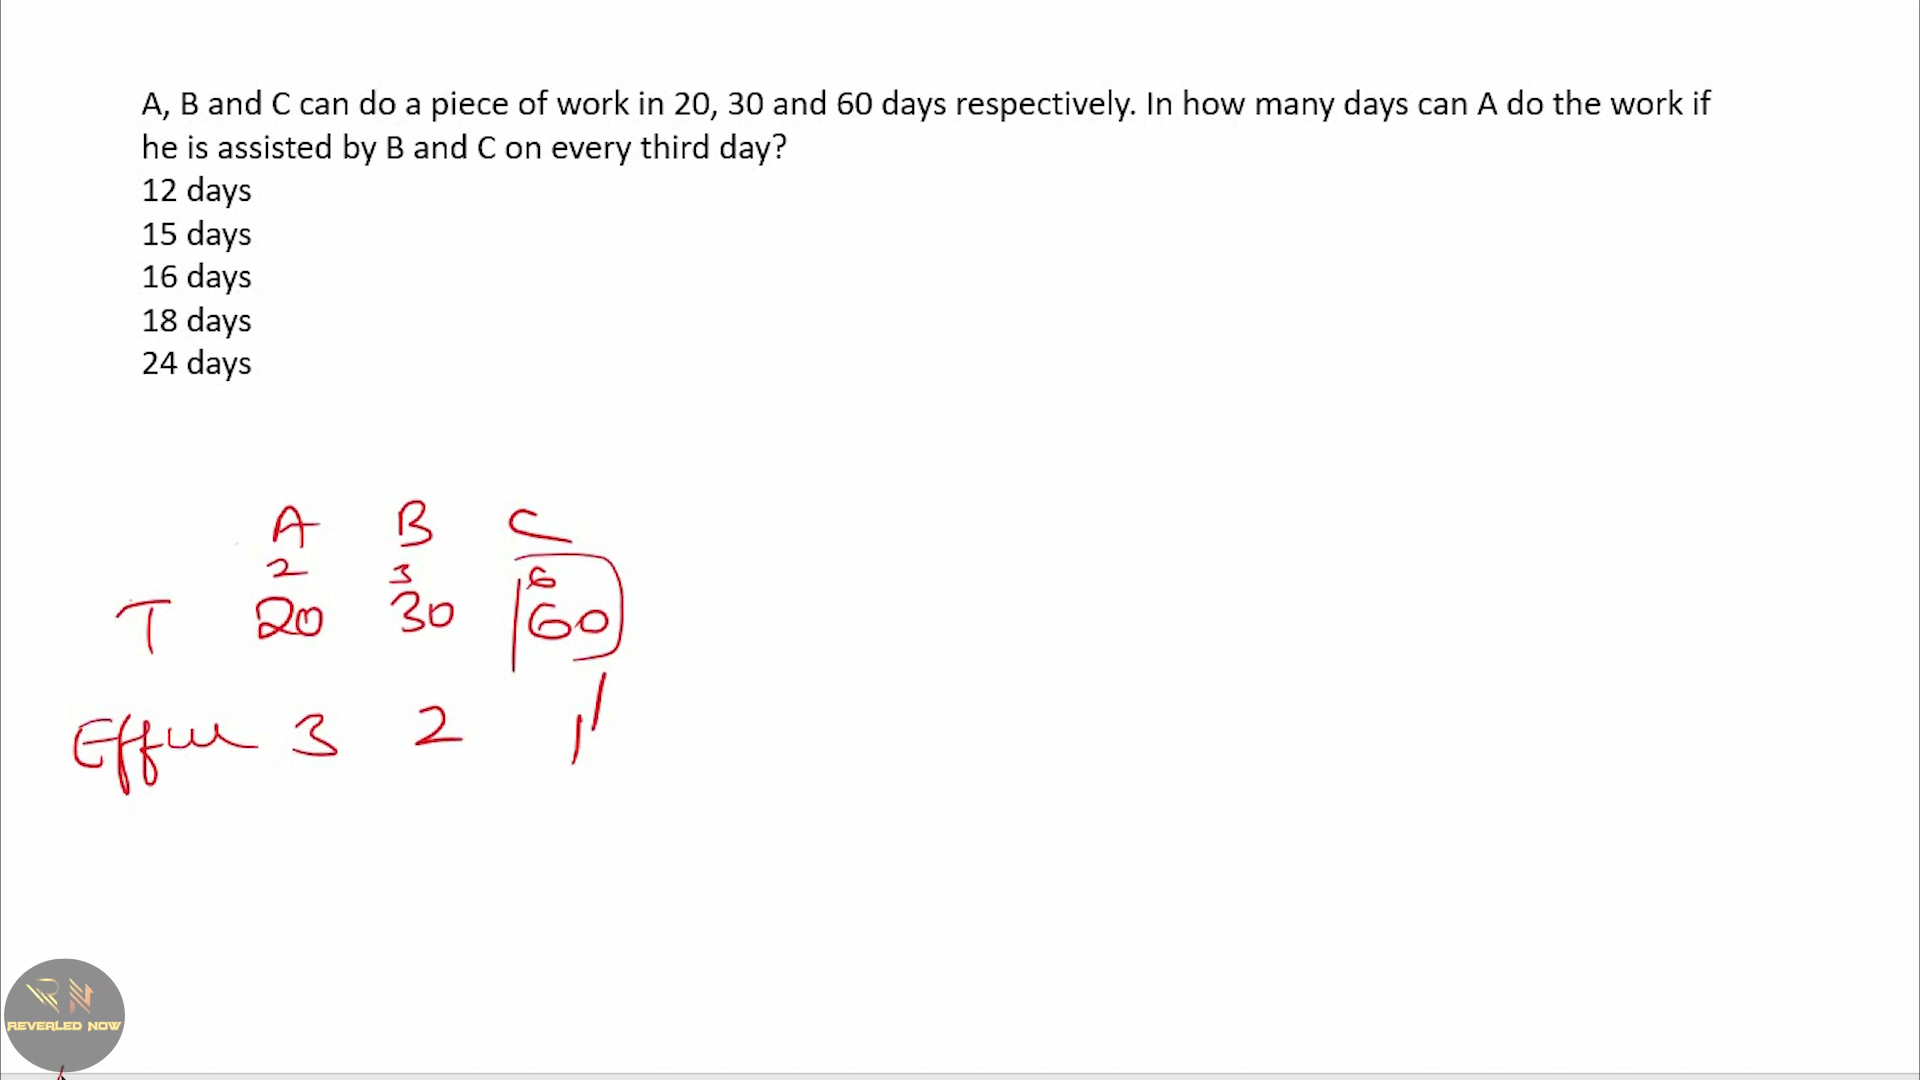 A, B and C can do a piece of work in 20, 30 and 60 days respectively. In how many days can A do the work if
he is assisted by B and C on every third day?
12 days
15 days
16 days
18 days
24 days
A B C
2 3 6
T 20 30 60
3 2 1
RN
REVERLED NOW